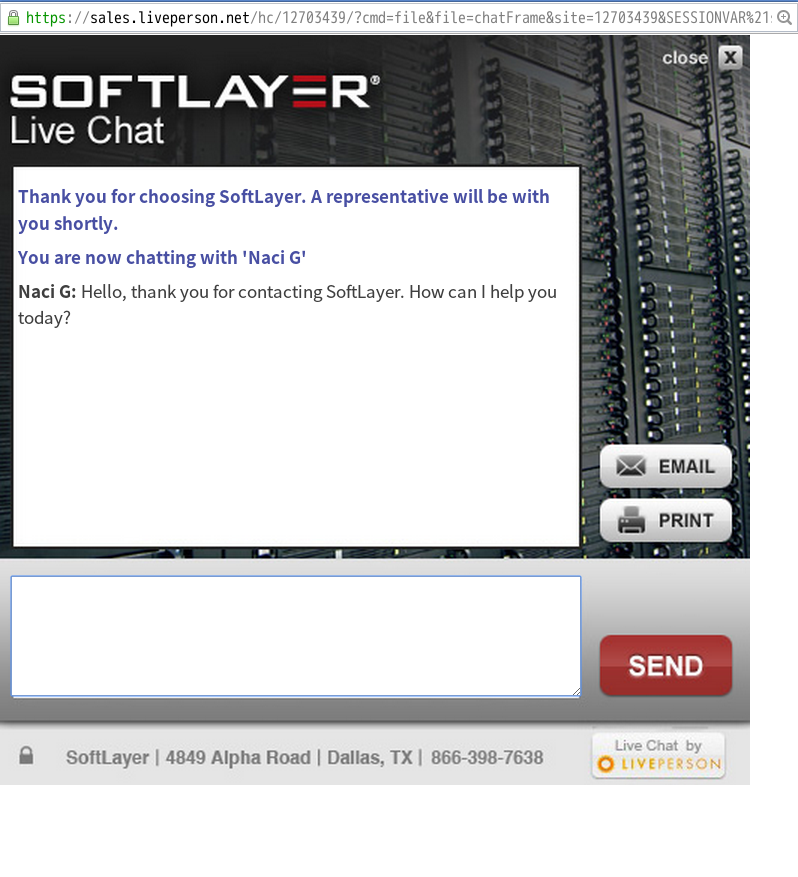 https://sales.liveperson.net/hc/12703439/?cmd=file&file=chatFrame&site=12703439&SESSIONVAR%21
close X
SOFTLAYER®
Live Chat
Thank you for choosing SoftLayer. A representative will be with
you shortly.
You are now chatting with 'Naci G'
Naci G: Hello, thank you for contacting SoftLayer. How can I help you
today?
EMAIL
PRINT
SEND
SoftLayer | 4849 Alpha Road | Dallas, TX | 866-398-7638
Live Chat by
LIVEPERSON